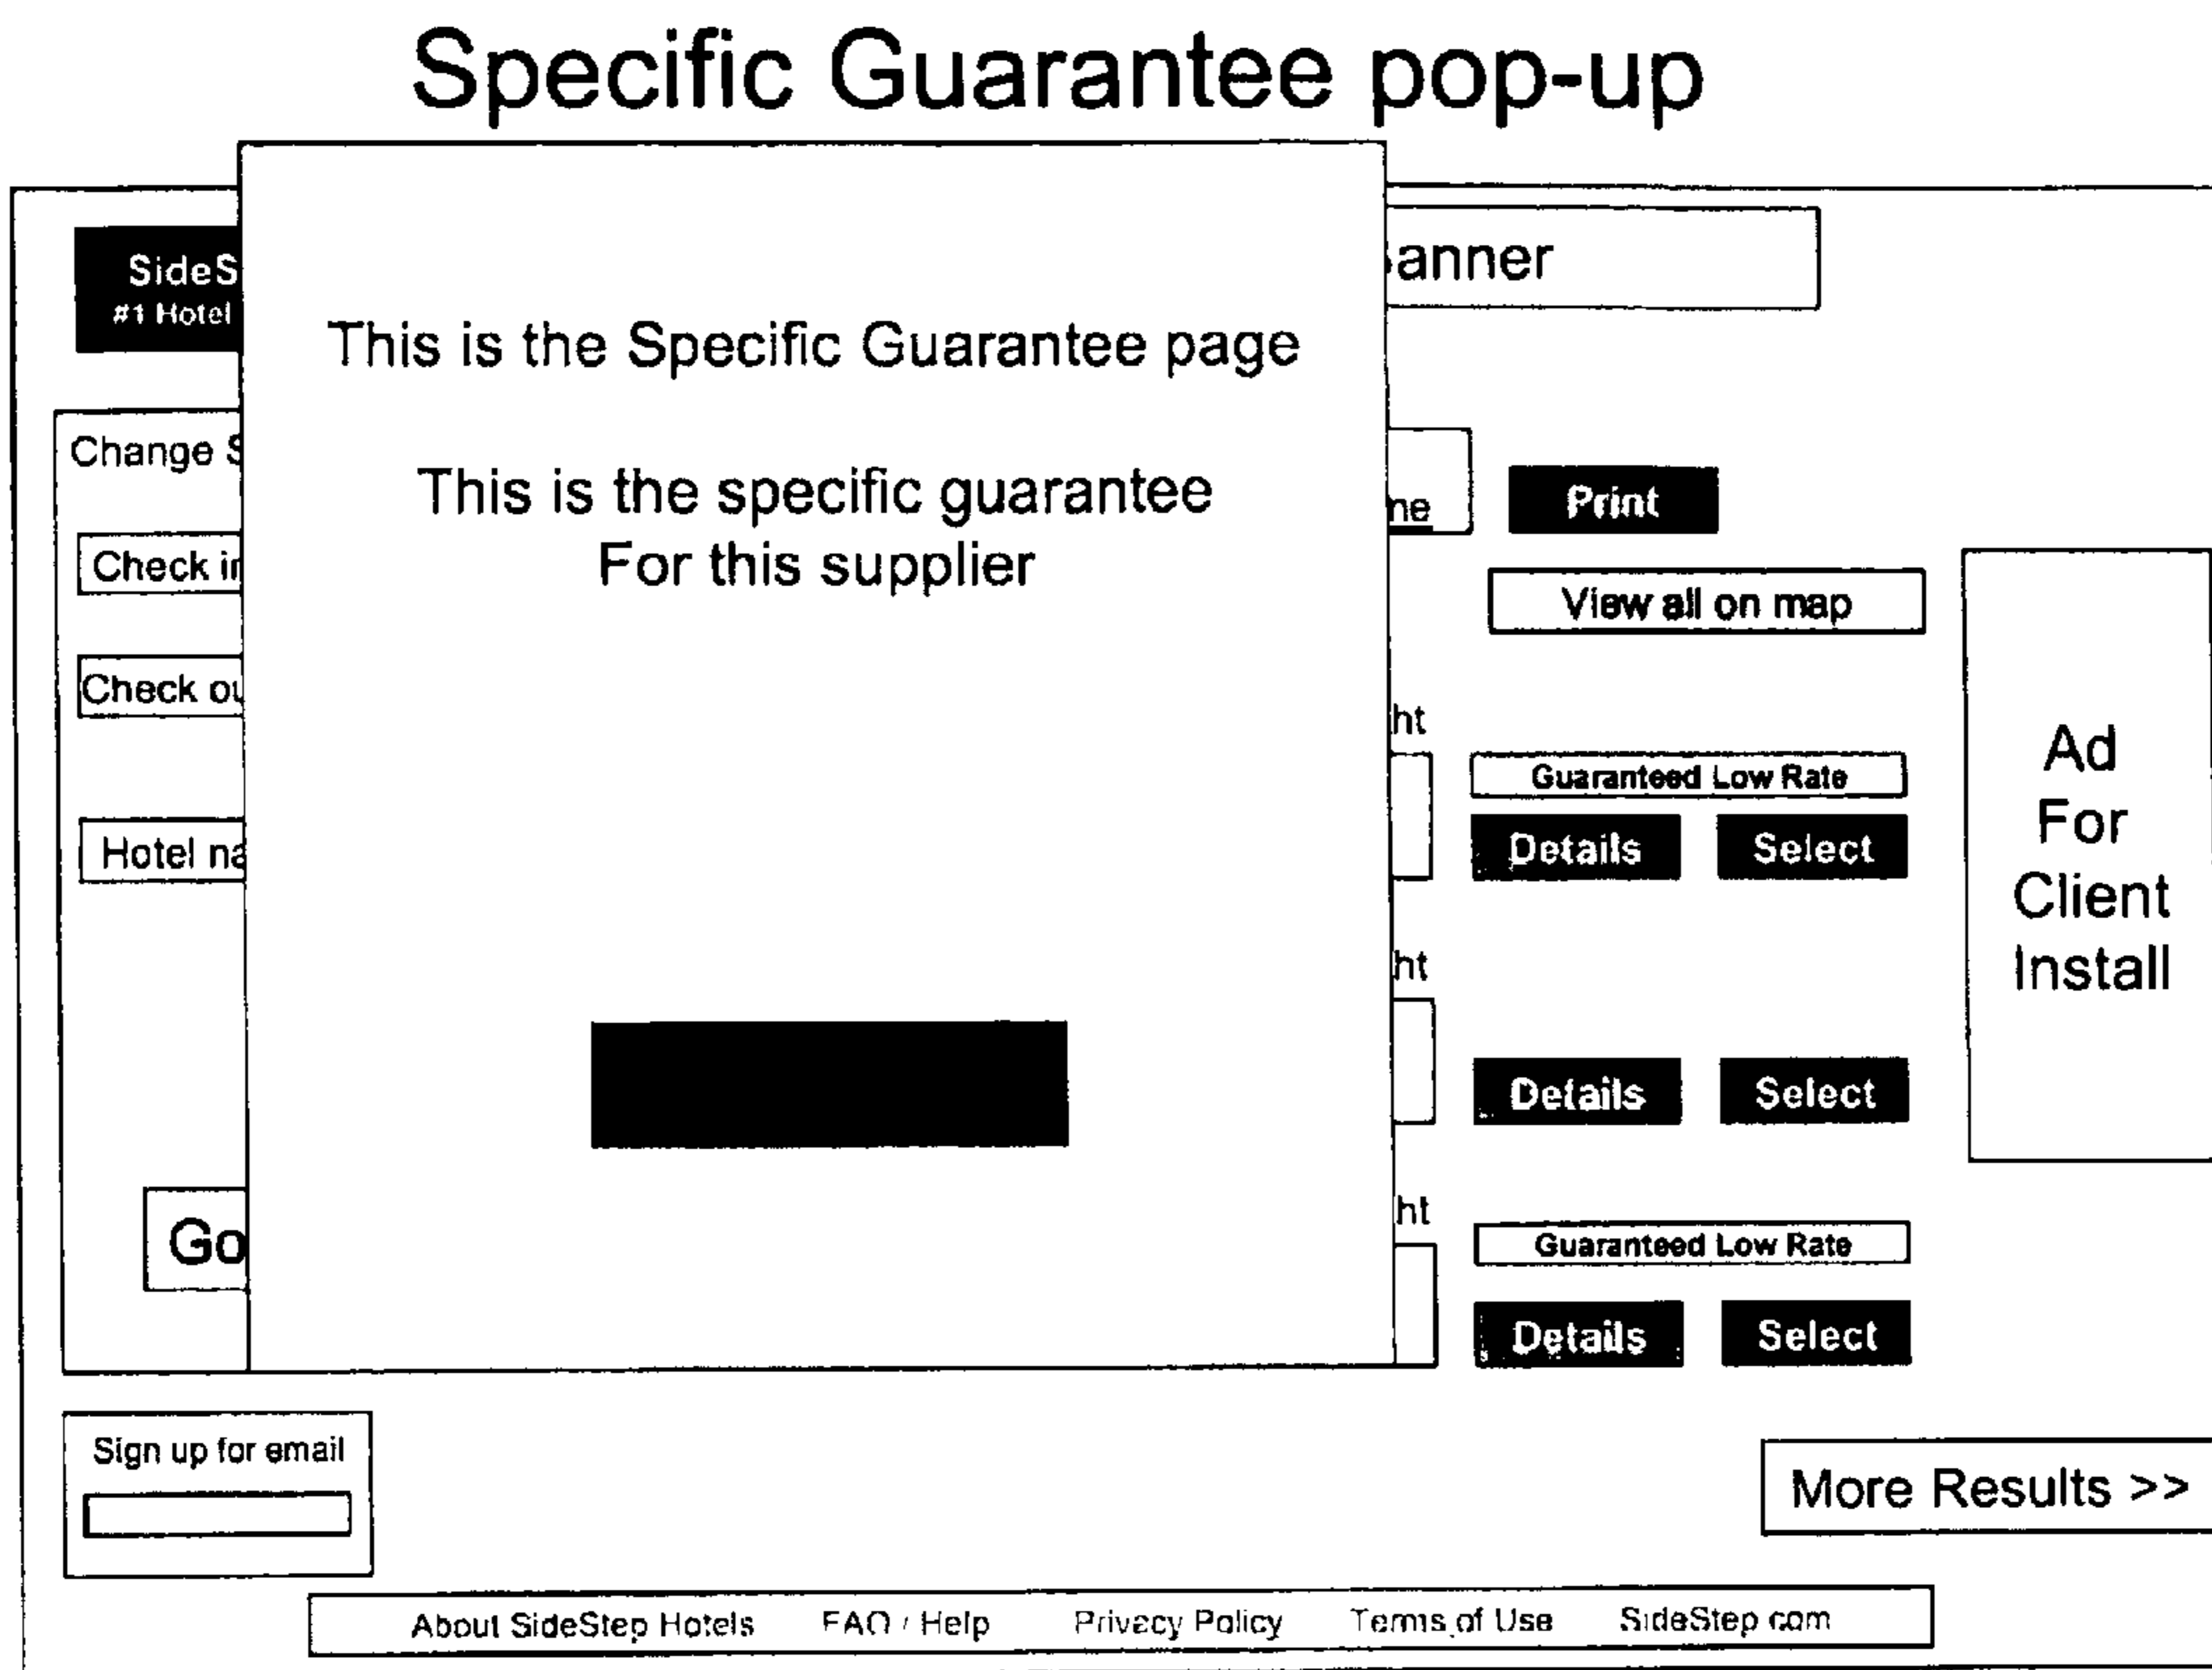 Specific Guarantee pop-up
SideS
#1 Hotel
anner
This is the Specific Guarantee page
Change S
This is the specific guarantee
For this supplier
ne
Print
Check in
View all on map
Check ou
ht
Guaranteed Low Rate
Details
Select
Hotel na
Ad
For
Client
Install
ht
Details
Select
Go
ht
Guaranteed Low Rate
Details
Select
Sign up for email
More Results >>
About SideStep Hotels FAQ / Help Privacy Policy Terms of Use SideStep com